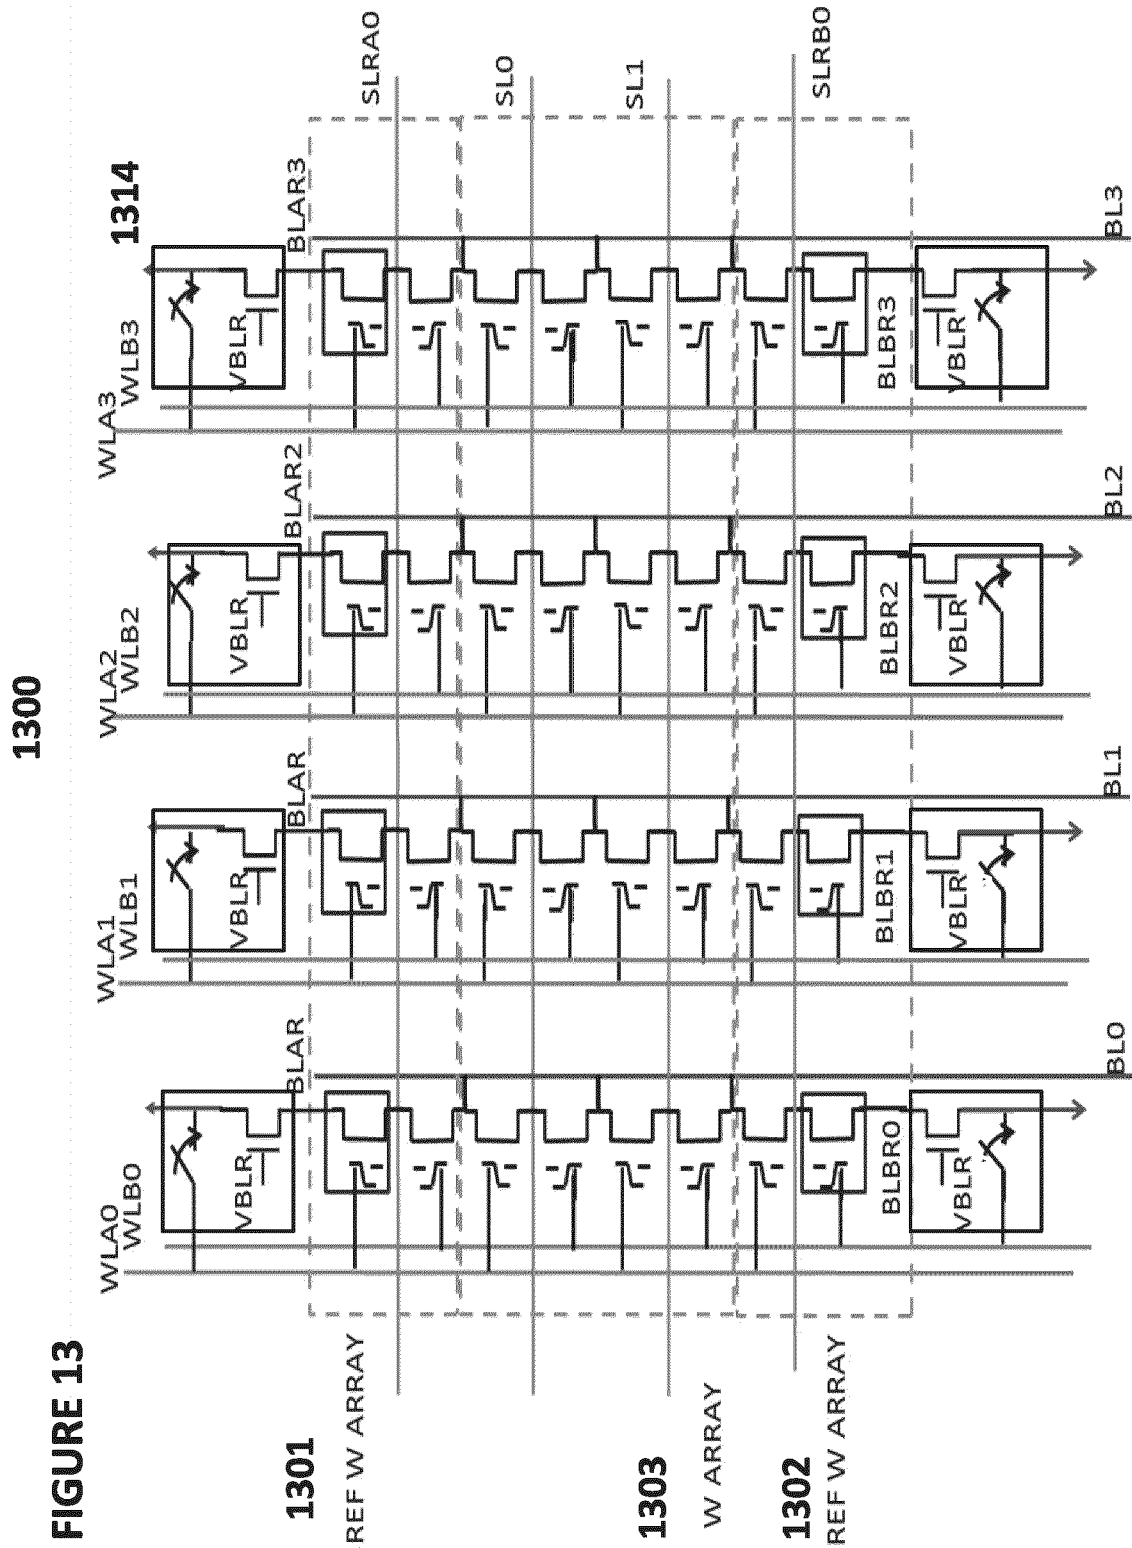 1300
FIGURE 13
WLA0
WLA1
WLA2
WLA3
WLB0
WLB1
WLB2
WLB3
1314
VBLR
VBLR
VBLR
VBLR
1301
BLAR
BLAR
BLAR2
BLAR3
REF W ARRAY
SLRA0
SL0
1303
SL1
W ARRAY
1302
SLRB0
REF W ARRAY
BLBR0
BLBR1
BLBR2
BLBR3
VBLR
VBLR
VBLR
VBLR
BL0
BL1
BL2
BL3